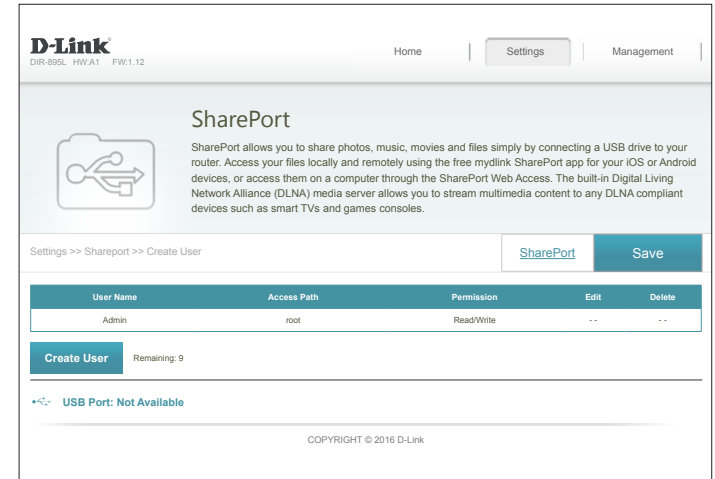 D-Link®
DIR-895L HW:A1 FW:1.12
Home
Settings
Management
SharePort
SharePort allows you to share photos, music, movies and files simply by connecting a USB drive to your
router. Access your files locally and remotely using the free mydlink SharePort app for your iOS or Android
devices, or access them on a computer through the SharePort Web Access. The built-in Digital Living
Network Alliance (DLNA) media server allows you to stream multimedia content to any DLNA compliant
devices such as smart TVs and games consoles.
Settings >> Shareport >> Create User
SharePort
Save
User Name Access Path Permission Edit Delete
Admin root Read/Write - - - -
Create User Remaining: 9
USB Port: Not Available
COPYRIGHT © 2016 D-Link